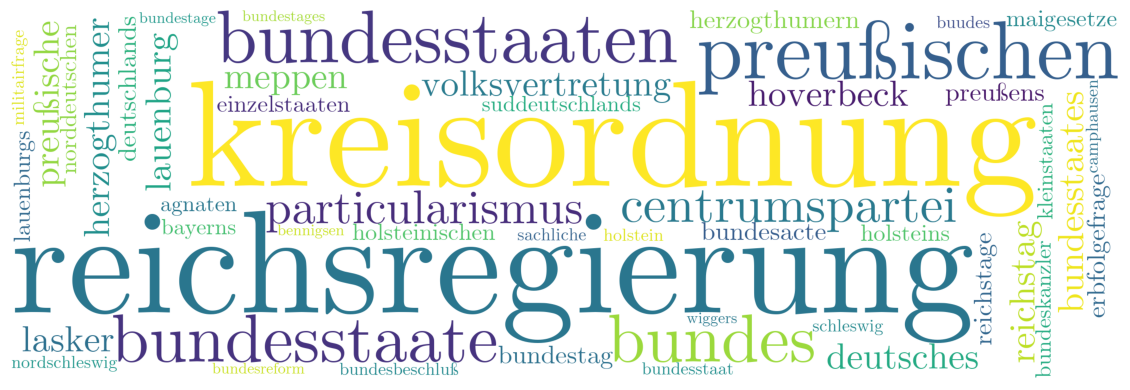 bundestage
bundestages
bundesstaaten
herzogthumern
buudes
maigesetze
militairfrage
preußische
norddeutschen
herzogthumer
deutschlands
lauenburg
meppen
volksvertretung
preußischen
einzelstaaten
suddeutschlands
hoverbeck
preußens
kreisordnung
lauenburgs
agnaten
particularismus
centrumspartei
kleinstaaten
bundesstaates
camphausen
erbfolgefrage
bayerns
bennigsen
holsteinischen
sachliche
holstein
bundesacte
holsteins
reichsregierung
reichstage
reichstag
bundeskanzler
lasker
bundesstaate
bundestag
bundes
wiggers
schleswig
deutsches
nordschleswig
bundesreform
bundesbeschluß
bundesstaat